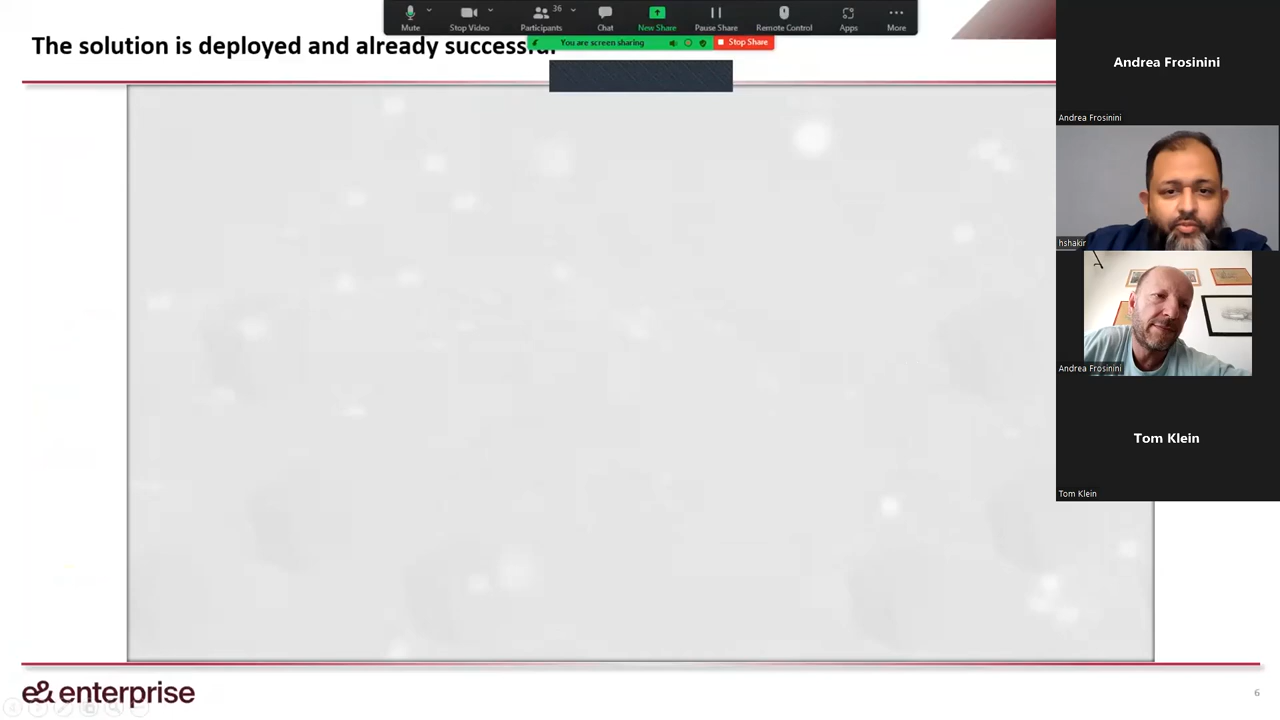 Mute
Stop Video
36
Participants
Chat
New Share
Pause Share
Remote Control
Apps
More
You are screen sharing
Stop Share
The solution is deployed and already successful
Andrea Frosinini
Andrea Frosinini
hshakir
Andrea Frosinini
Tom Klein
Tom Klein
e& enterprise
6